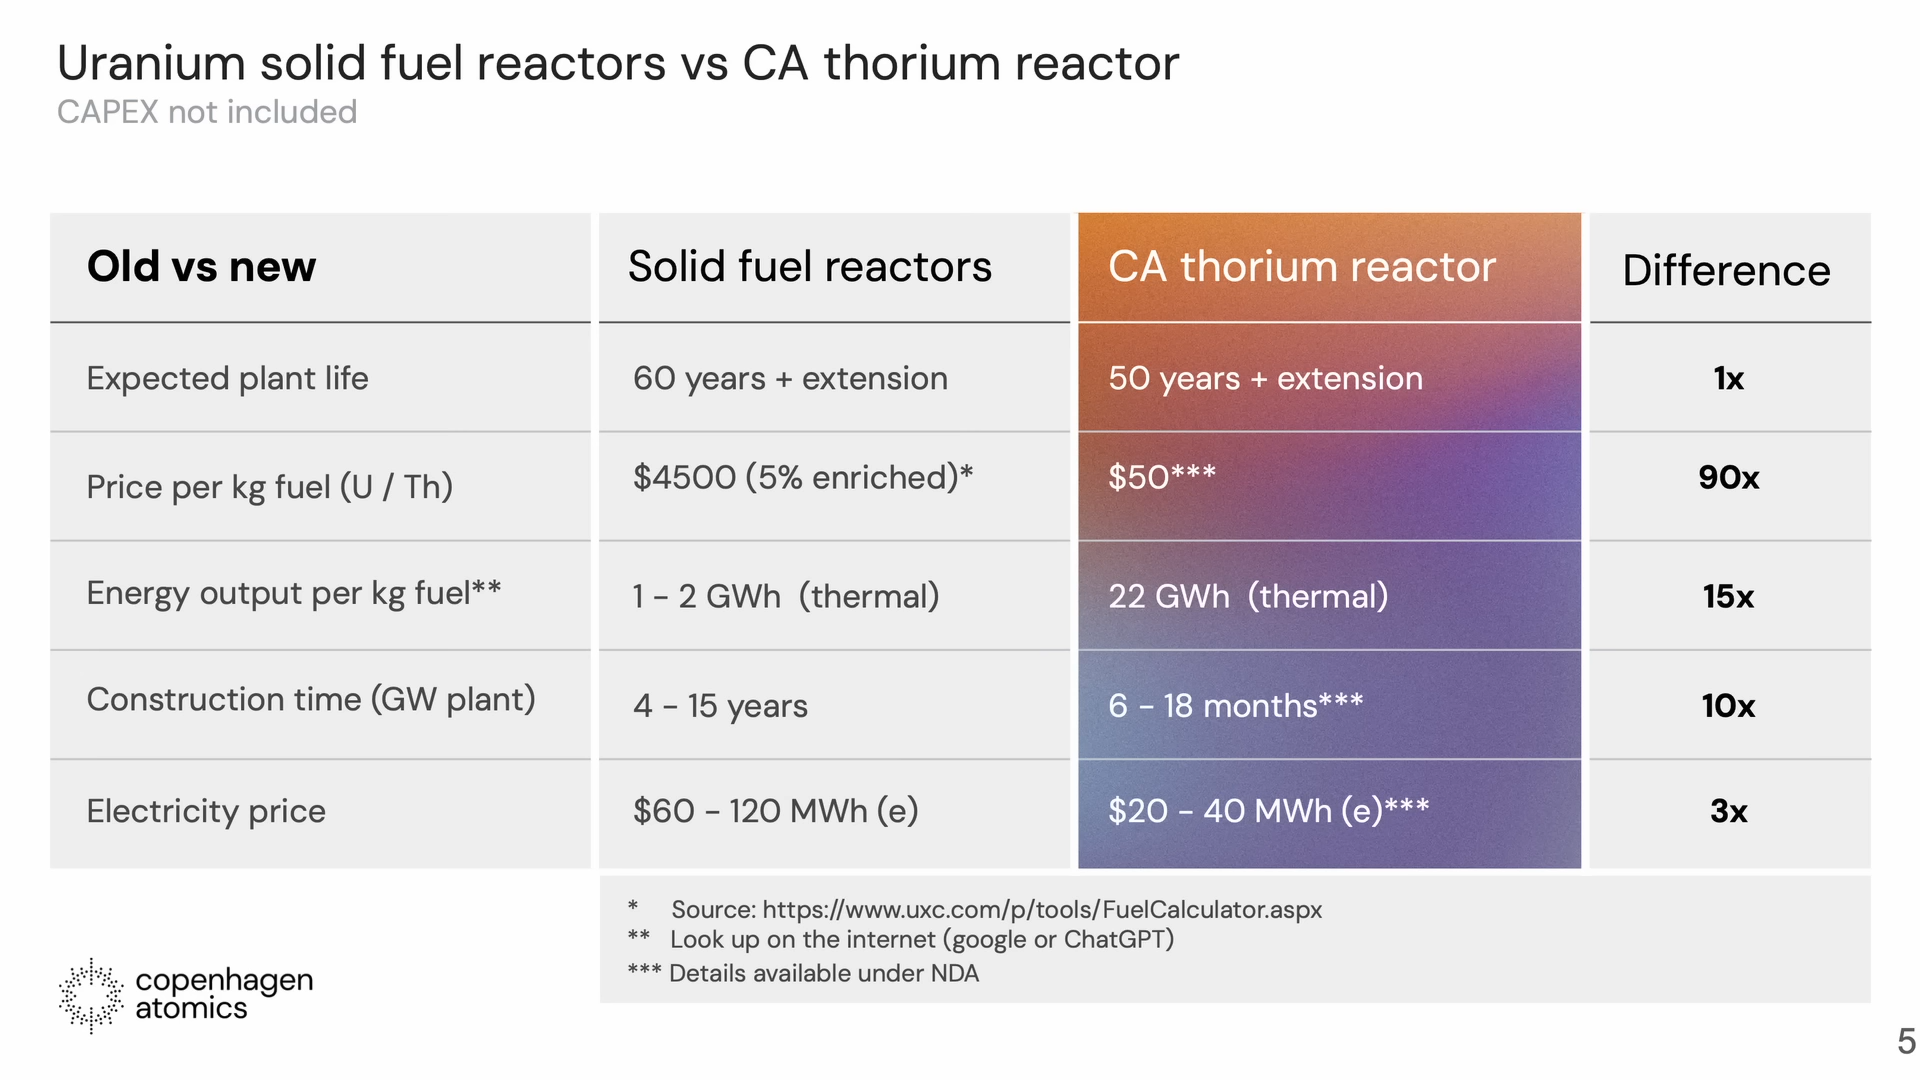 Uranium solid fuel reactors vs CA thorium reactor
CAPEX not included
Old vs new Solid fuel reactors CA thorium reactor Difference
Expected plant life 60 years + extension 50 years + extension 1x
Price per kg fuel (U / Th) $4500 (5% enriched)* $50*** 90x
Energy output per kg fuel** 1 - 2 GWh (thermal) 22 GWh (thermal) 15x
Construction time (GW plant) 4 - 15 years 6 - 18 months*** 10x
Electricity price $60 - 120 MWh (e) $20 - 40 MWh (e)*** 3x
* Source: https://www.uxc.com/p/tools/FuelCalculator.aspx
** Look up on the internet (google or ChatGPT)
*** Details available under NDA
copenhagen
atomics
5